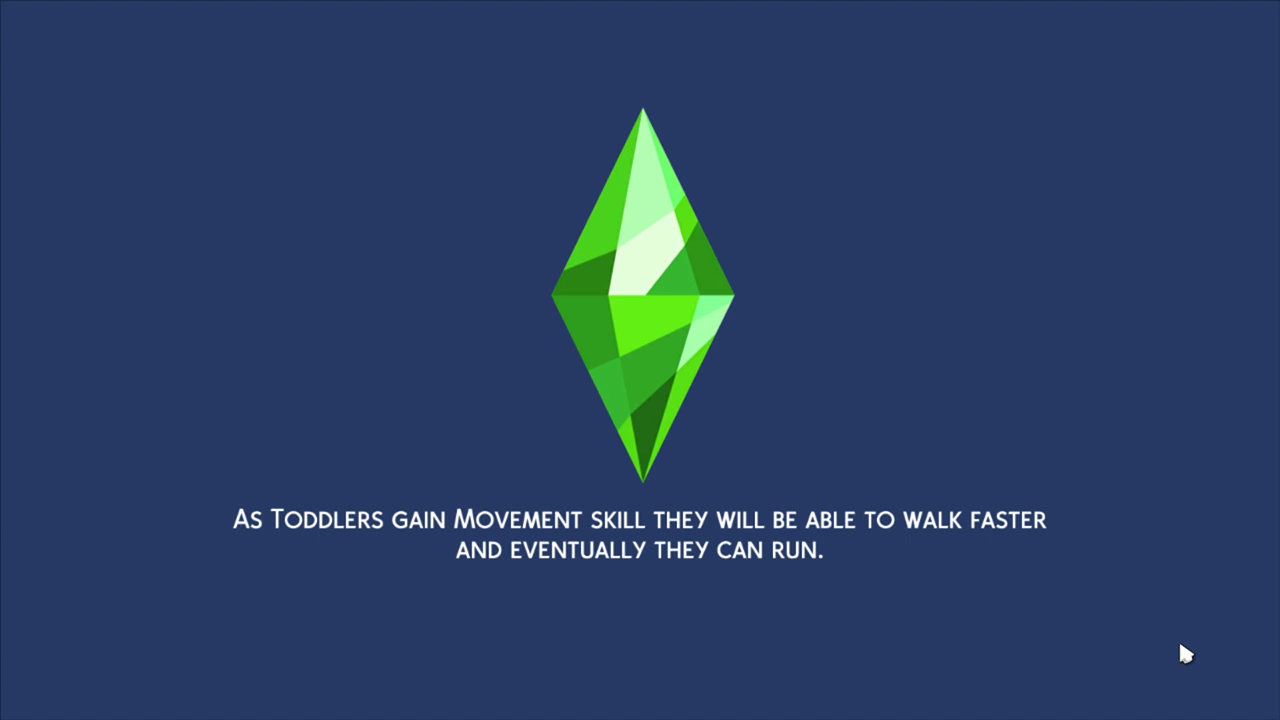 As Toddlers gain Movement skill they will be able to walk faster
and eventually they can run.